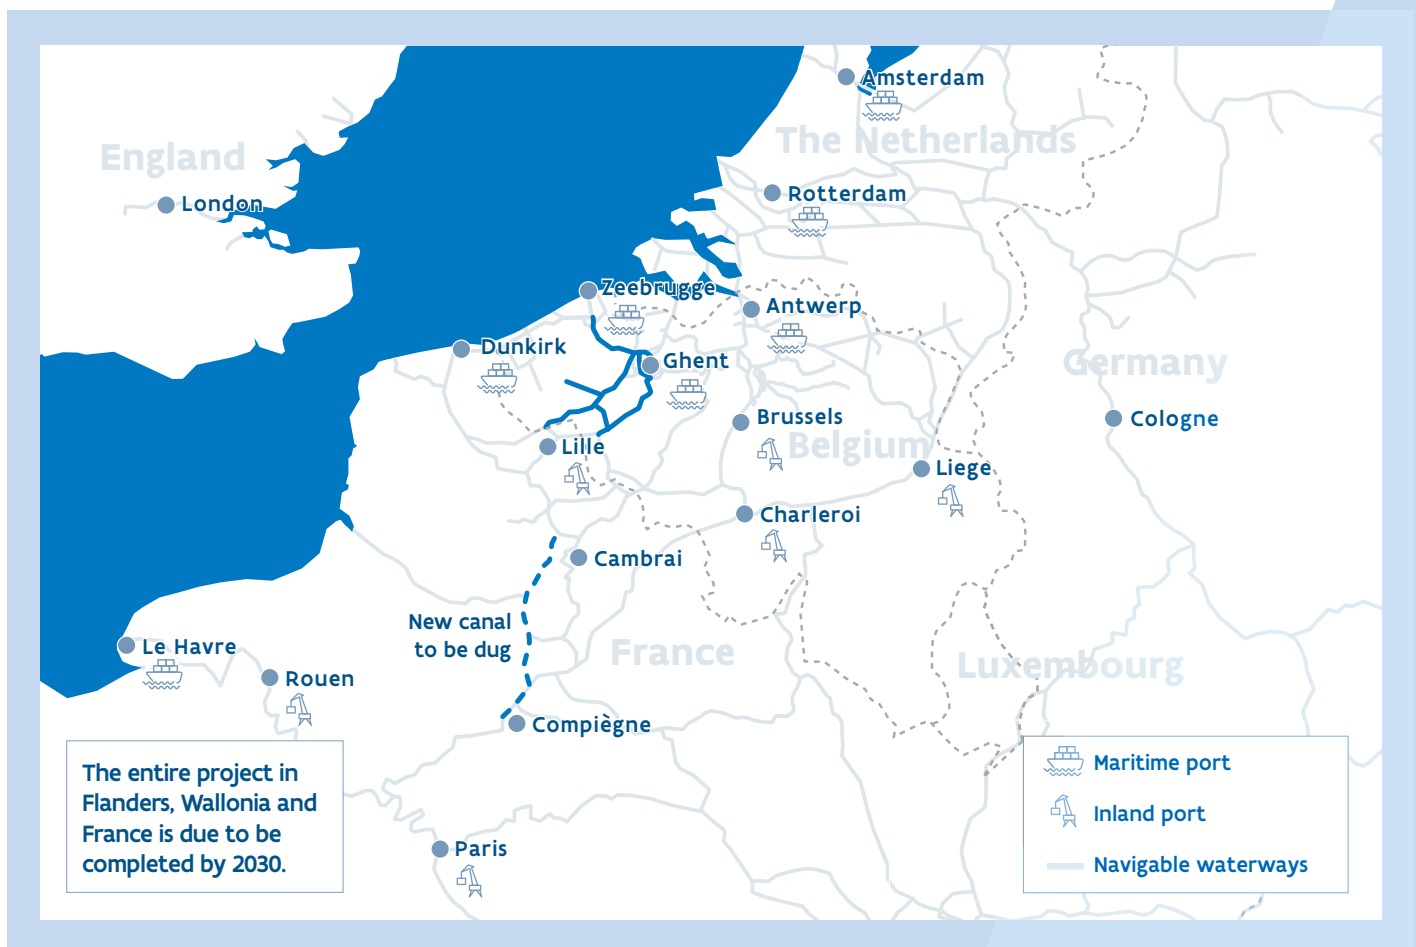 Amsterdam
The Netherlands
England
London
Rotterdam
Zeebrugge
Antwerp
Dunkirk
Ghent
Germany
Brussels
Cologne
Belgium
Lille
Liege
Charleroi
Cambrai
New canal
to be dug
Le Havre
France
Luxembourg
Rouen
Compiègne
The entire project in
Flanders, Wallonia and
France is due to be
completed by 2030.
Paris
Maritime port
Inland port
Navigable waterways